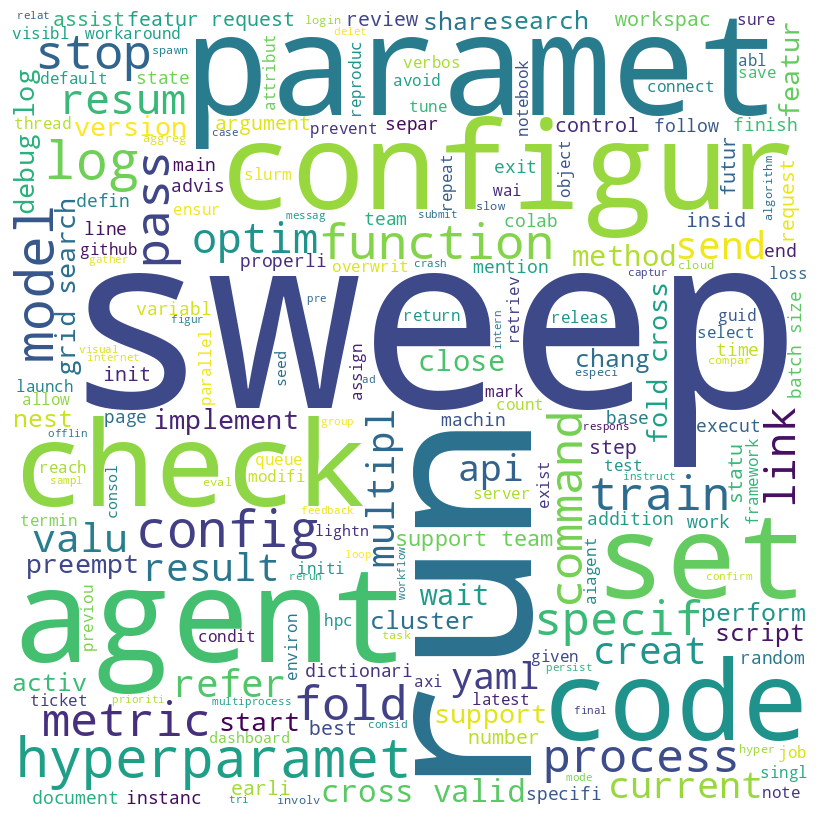 relat
assist
featur request
login
review
share
search
workspac
sure
visibl
workaround
spawn
delet
stop
paramet
default
state
attribut
reproduc
verbos
avoid
tune
notebook
connect
abl
save
featur
debug log
resum
thread
version
argument
case
aggreg
prevent
separ
control
follow
finish
log
pass
main
advis
configur
slurm
exit
wai
object
repeat
futur
algorithm
request
model
defin
ensur
line
github
gather
messag
team
submit
slow
colab
insid
end
grid search
optim
function
method
send
properli
overwrit
mention
captur
cloud
loss
sweep
variabl
crash
figur
pre
return
retriev
intern
releas
guid
select
compar
time
batch size
visual
internet
launch
allow
init
parallel
seed
assign
ad
close
especi
chang
fold cross
nest
page
implement
mark
count
base
execut
offlin
group
machin
exist
respons
step
link
check
multipl
run
command
reach
sampl
consol
eval
queue
modifi
api
server
test
instruct
statu
framework
train
set
termin
feedback
config
lightn
support team
aiagent
addition
work
valu
loop
preempt
result
initi
rerun
workflow
wait
confirm
agent
previou
condit
environ
hpc
task
cluster
specif
perform
script
creat
random
dictionari
axi
yaml
given
persist
activ
refer
ticket
prioriti
multiprocess
consid
latest
final
code
metric
start
fold
best
support
number
dashboard
hyperparamet
process
hyper
job
mode
current
singl
document
instanc
earli
tri
involv
cross valid
specifi
note